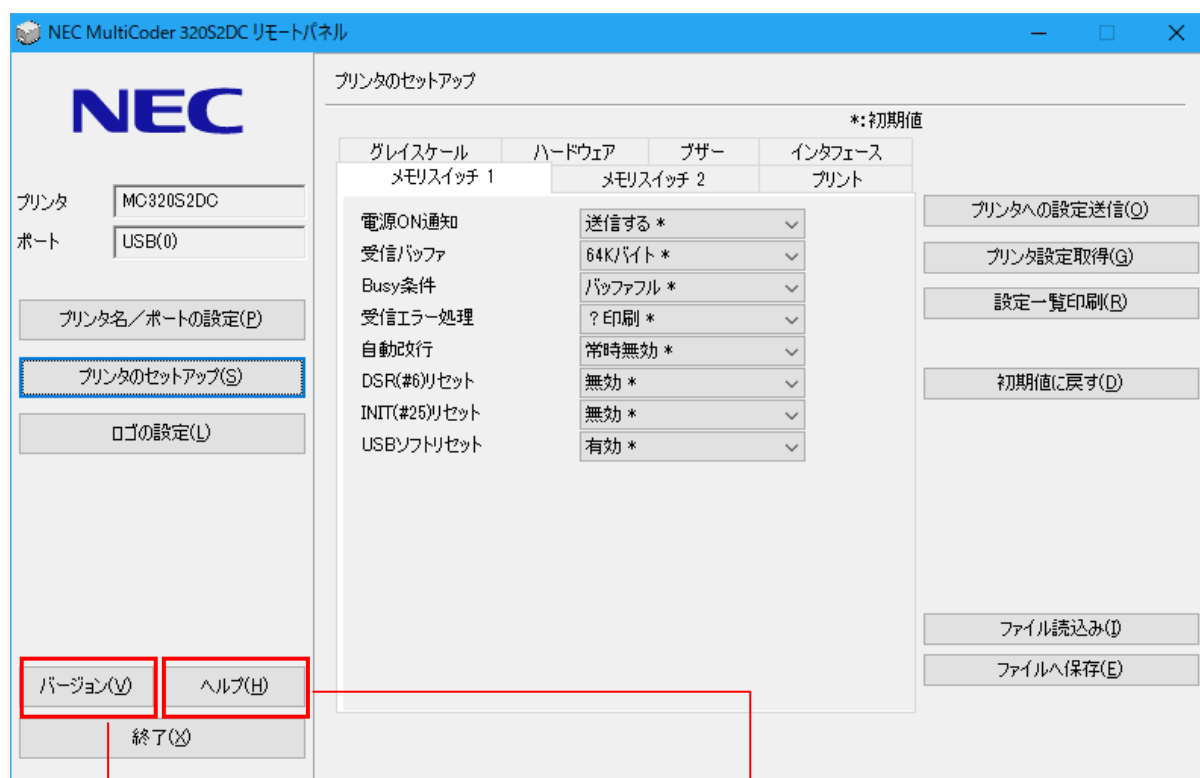 NEC MultiCoder 320S2DC リモートパネル
NEC
プリンタ MC320S2DC
ポート USB(0)
プリンタ名／ポートの設定(P)
プリンタのセットアップ(S)
ロゴの設定(L)
バージョン(V) ヘルプ(H)
終了(X)
プリンタのセットアップ
*:初期値
グレイスケール ハードウェア ブザー インタフェース
メモリスイッチ 1 メモリスイッチ 2 プリント
電源ON通知 送信する *
受信バッファ 64Kバイト *
Busy条件 バッファフル *
受信エラー処理 ？印刷 *
自動改行 常時無効 *
DSR(#6)リセット 無効 *
INIT(#25)リセット 無効 *
USBソフトリセット 有効 *
プリンタへの設定送信(O)
プリンタ設定取得(G)
設定一覧印刷(R)
初期値に戻す(D)
ファイル読込み(I)
ファイルへ保存(E)